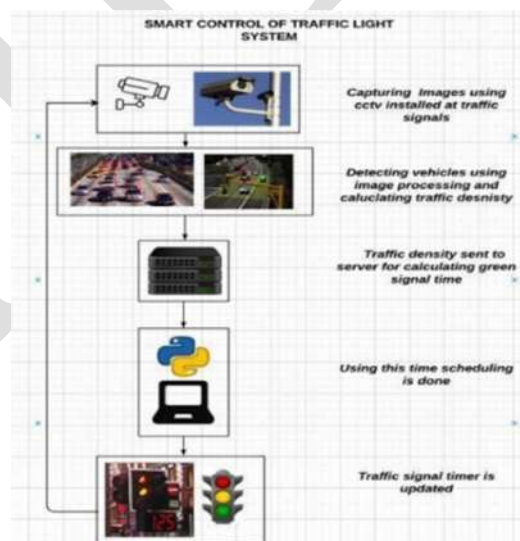 SMART CONTROL OF TRAFFIC LIGHT
SYSTEM
Capturing Images using
cctv installed at traffic
signals
Detecting vehicles using
image processing and
caluclating traffic desnisty
Traffic density sent to
server for calculating green
signal time
Using this time scheduling
is done
Traffic signal timer is
updated
125